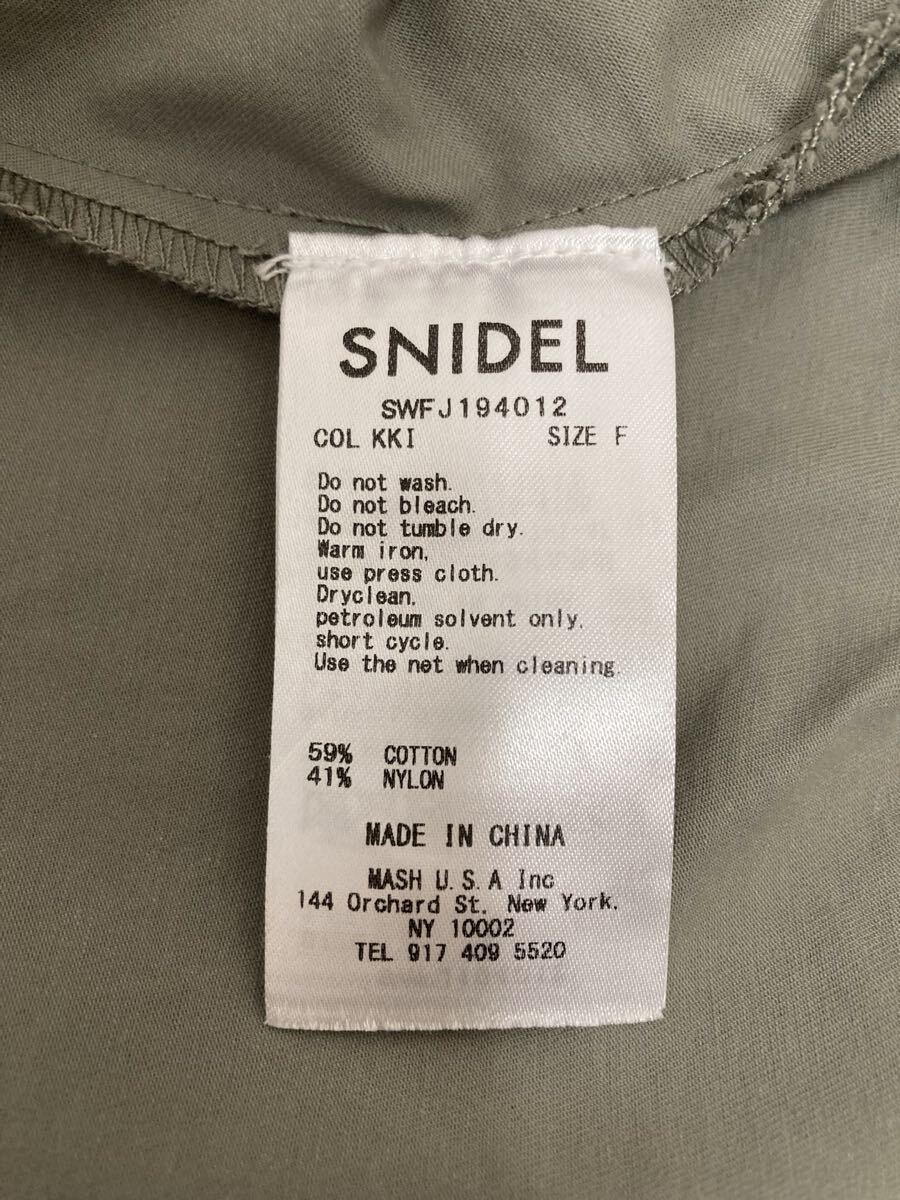 SNIDEL
SWFJ194012
COL KKI SIZE F
Do not wash.
Do not bleach.
Do not tumble dry.
Warm iron,
use press cloth.
Dryclean,
petroleum solvent only,
short cycle.
Use the net when cleaning.
59% COTTON
41% NYLON
MADE IN CHINA
MASH U.S.A Inc
144 Orchard St. New York.
NY 10002
TEL 917 409 5520